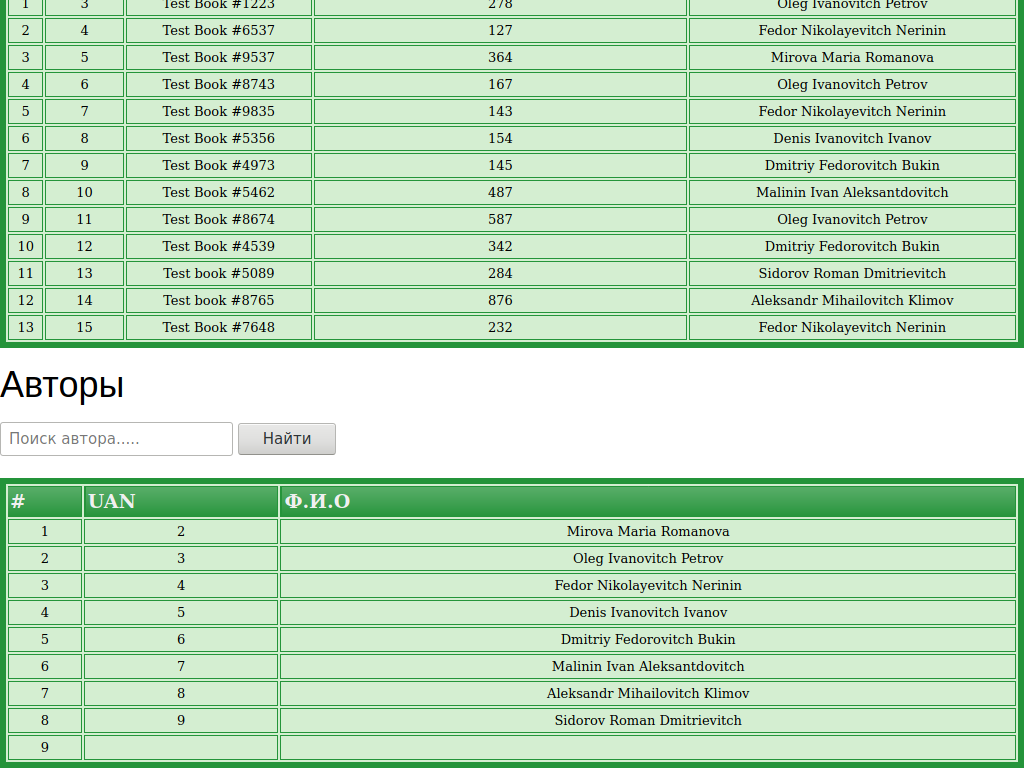 1 3 Test Book #1223 278 Oleg Ivanovitch Petrov
2 4 Test Book #6537 127 Fedor Nikolayevitch Nerinin
3 5 Test Book #9537 364 Mirova Maria Romanova
4 6 Test Book #8743 167 Oleg Ivanovitch Petrov
5 7 Test Book #9835 143 Fedor Nikolayevitch Nerinin
6 8 Test Book #5356 154 Denis Ivanovitch Ivanov
7 9 Test Book #4973 145 Dmitriy Fedorovitch Bukin
8 10 Test Book #5462 487 Malinin Ivan Aleksantdovitch
9 11 Test Book #8674 587 Oleg Ivanovitch Petrov
10 12 Test Book #4539 342 Dmitriy Fedorovitch Bukin
11 13 Test book #5089 284 Sidorov Roman Dmitrievitch
12 14 Test book #8765 876 Aleksandr Mihailovitch Klimov
13 15 Test Book #7648 232 Fedor Nikolayevitch Nerinin
Авторы
Поиск автора..... Найти
# UAN Ф.И.О
1 2 Mirova Maria Romanova
2 3 Oleg Ivanovitch Petrov
3 4 Fedor Nikolayevitch Nerinin
4 5 Denis Ivanovitch Ivanov
5 6 Dmitriy Fedorovitch Bukin
6 7 Malinin Ivan Aleksantdovitch
7 8 Aleksandr Mihailovitch Klimov
8 9 Sidorov Roman Dmitrievitch
9